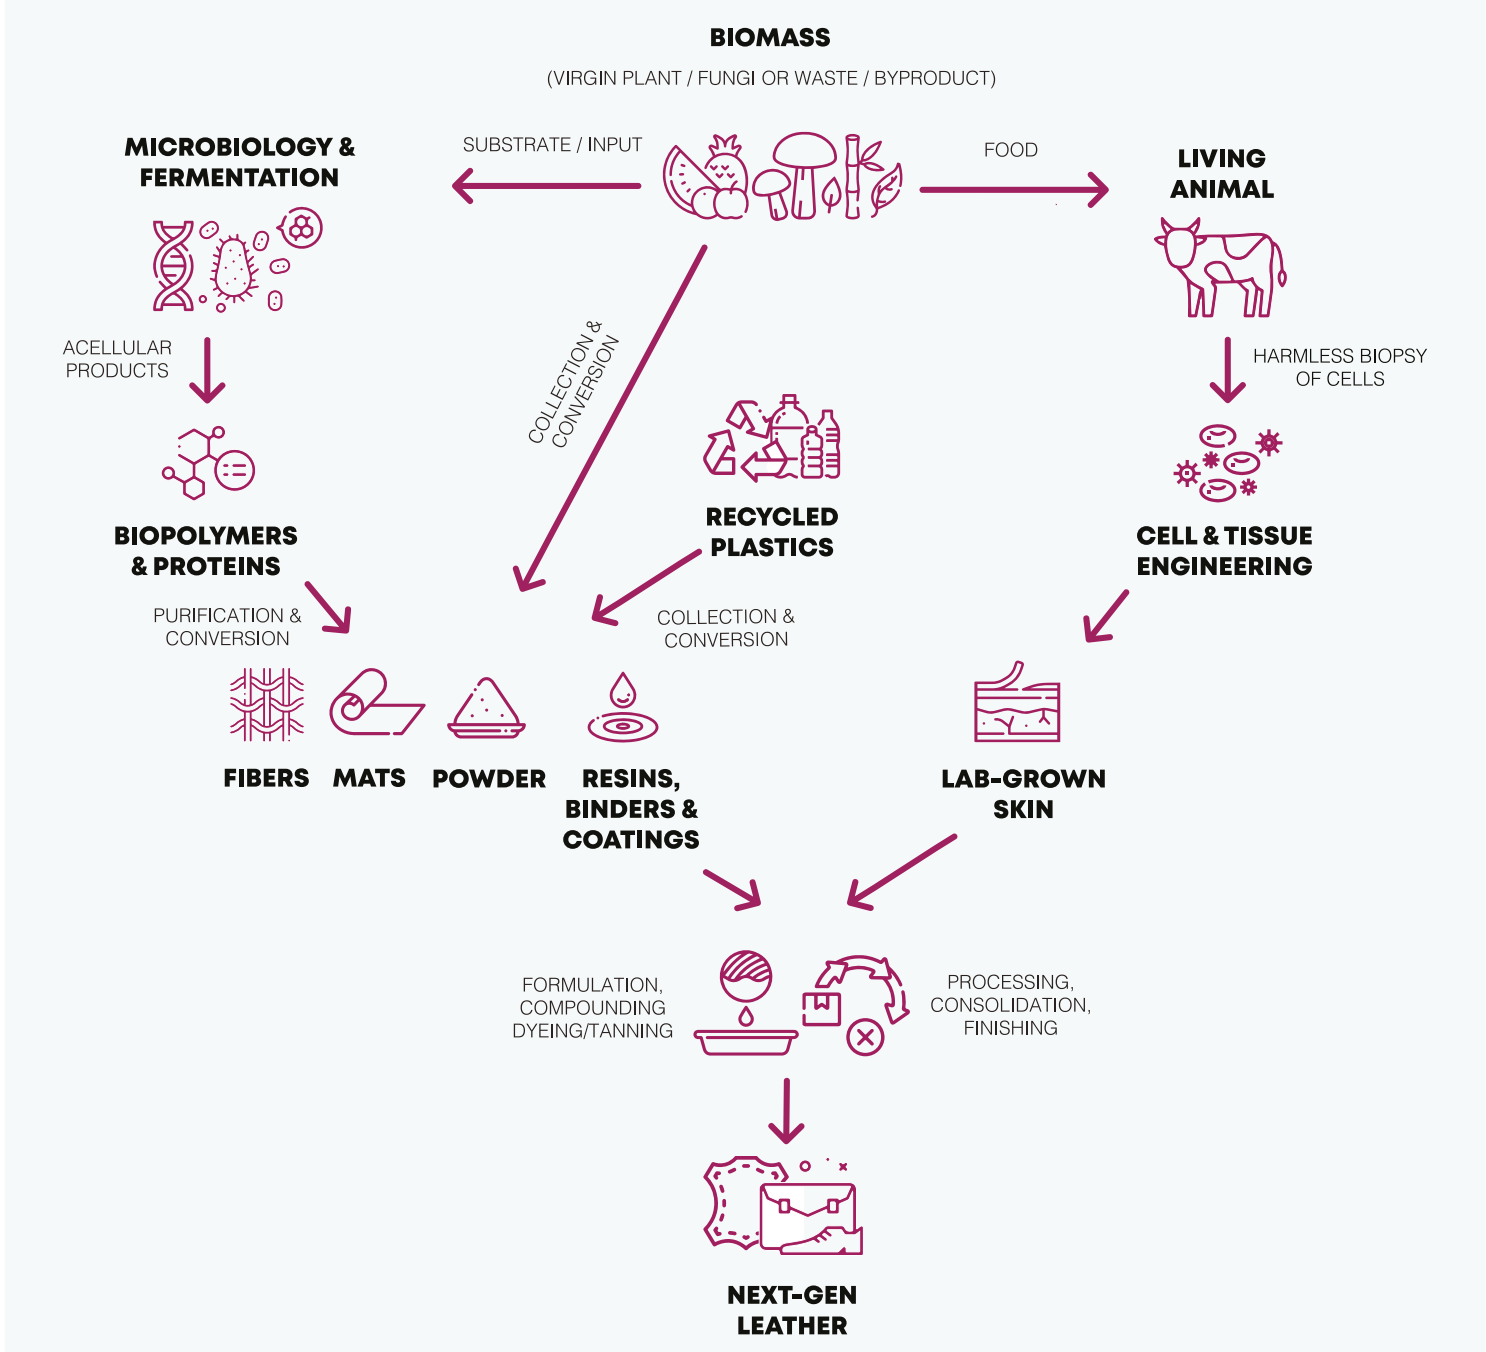 BIOMASS
(VIRGIN PLANT / FUNGI OR WASTE / BYPRODUCT)
MICROBIOLOGY &
FERMENTATION
SUBSTRATE / INPUT
FOOD
LIVING
ANIMAL
ACELLULAR
PRODUCTS
COLLECTION &
CONVERSION
HARMLESS BIOPSY
OF CELLS
RECYCLED
PLASTICS
BIOPOLYMERS
& PROTEINS
CELL & TISSUE
ENGINEERING
PURIFICATION &
CONVERSION
COLLECTION &
CONVERSION
FIBERS
MATS
POWDER
RESINS,
BINDERS &
COATINGS
LAB-GROWN
SKIN
FORMULATION,
COMPOUNDING
DYEING/TANNING
PROCESSING,
CONSOLIDATION,
FINISHING
NEXT-GEN
LEATHER